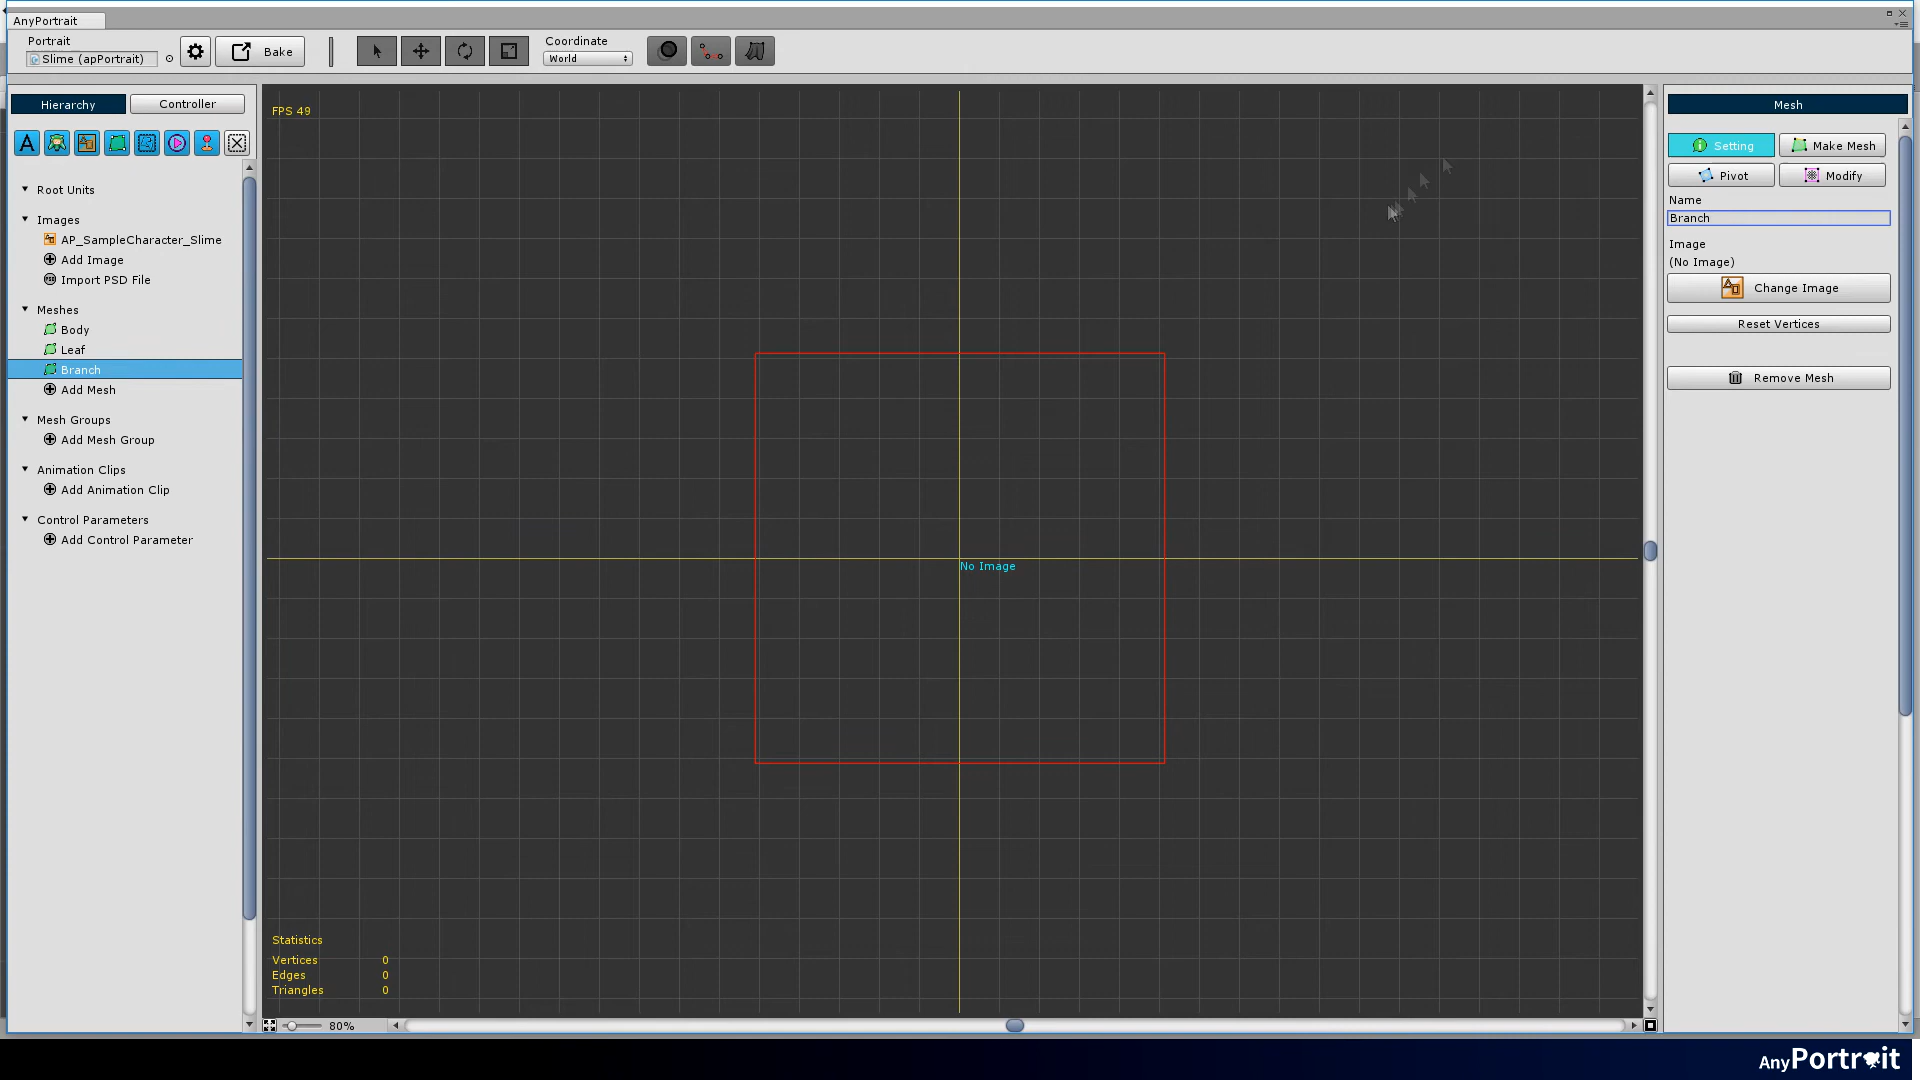 AnyPortrait
Portrait
Slime (apPortrait)
Bake
Coordinate
World
Hierarchy
Controller
Root Units
Images
AP_SampleCharacter_Slime
Add Image
Import PSD File
Meshes
Body
Leaf
Branch
Add Mesh
Mesh Groups
Add Mesh Group
Animation Clips
Add Animation Clip
Control Parameters
Add Control Parameter
FPS 49
No Image
Statistics
Vertices 0
Edges 0
Triangles 0
80%
Mesh
Setting
Make Mesh
Pivot
Modify
Name
Branch
Image
(No Image)
Change Image
Reset Vertices
Remove Mesh
AnyPortrait